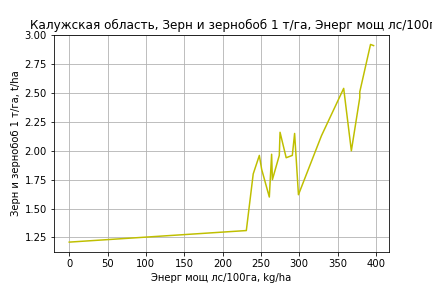 Калужская область, Зерн и зернобоб 1 т/га, Энерг мощ лс/100г
3.00
2.75
2.50
2.25
2.00
1.75
1.50
1.25
Зерн и зернобоб 1 т/га, t/ha
0 50 100 150 200 250 300 350 400
Энерг мощ лс/100га, kg/ha